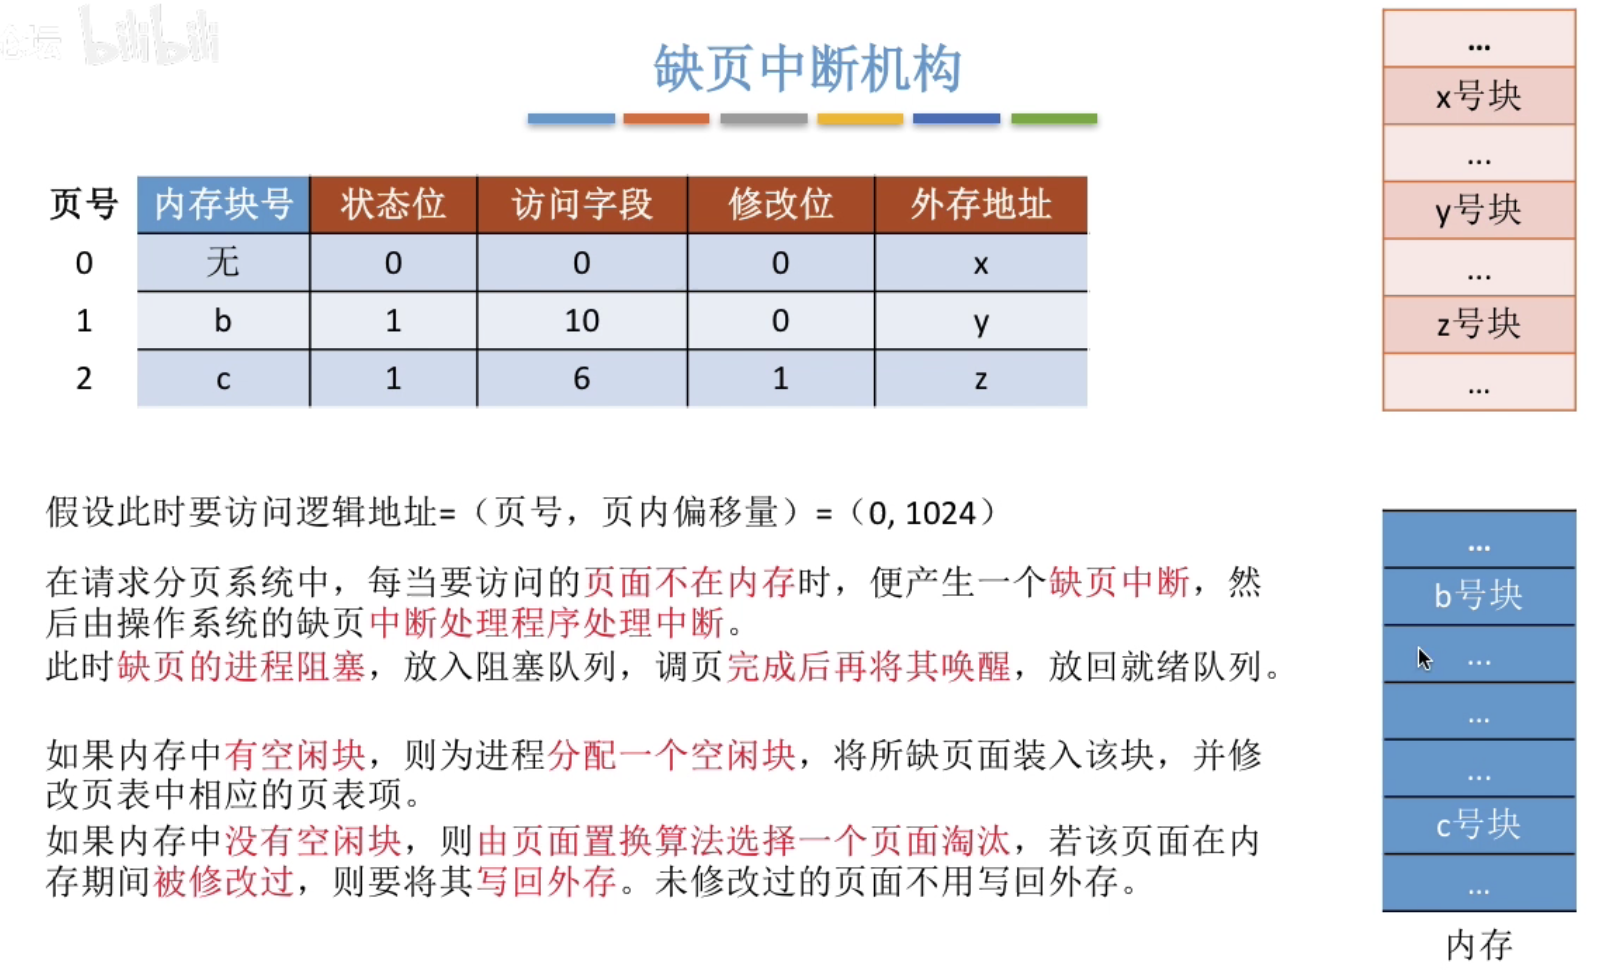 bilibili
缺页中断机构
页号 内存块号 状态位 访问字段 修改位 外存地址
0 无 0 0 0 x
1 b 1 10 0 y
2 c 1 6 1 z
...
x号块
...
y号块
...
z号块
...
假设此时要访问逻辑地址=（页号，页内偏移量）=（0, 1024）
在请求分页系统中，每当要访问的页面不在内存时，便产生一个缺页中断，然
后由操作系统的缺页中断处理程序处理中断。
此时缺页的进程阻塞，放入阻塞队列，调页完成后再将其唤醒，放回就绪队列。
如果内存中有空闲块，则为进程分配一个空闲块，将所缺页面装入该块，并修
改页表中相应的页表项。
如果内存中没有空闲块，则由页面置换算法选择一个页面淘汰，若该页面在内
存期间被修改过，则要将其写回外存。未修改过的页面不用写回外存。
...
b号块
...
...
...
c号块
...
内存